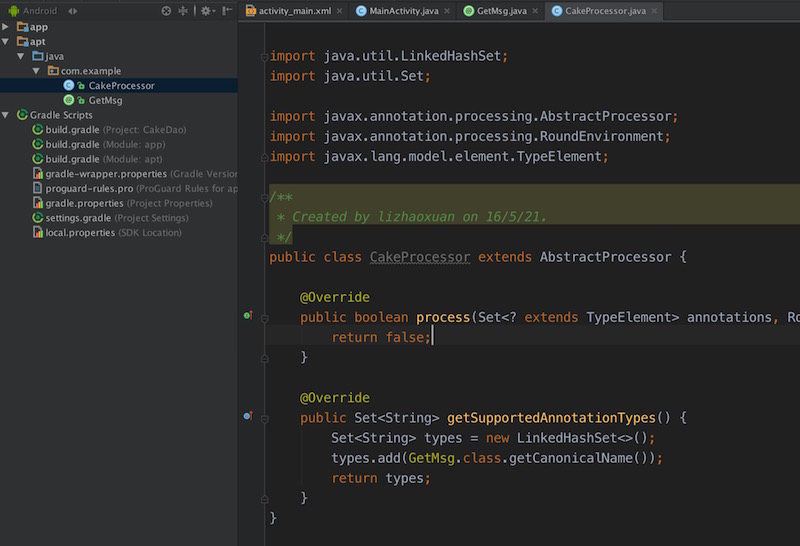 Android
app
apt
java
com.example
CakeProcessor
GetMsg
Gradle Scripts
build.gradle (Project: CakeDao)
build.gradle (Module: app)
build.gradle (Module: apt)
gradle-wrapper.properties (Gradle Version
proguard-rules.pro (ProGuard Rules for ap
gradle.properties (Project Properties)
settings.gradle (Project Settings)
local.properties (SDK Location)
activity_main.xml MainActivity.java GetMsg.java CakeProcessor.java
import java.util.LinkedHashSet;
import java.util.Set;
import javax.annotation.processing.AbstractProcessor;
import javax.annotation.processing.RoundEnvironment;
import javax.lang.model.element.TypeElement;
/**
* Created by lizhaoxuan on 16/5/21.
*/
public class CakeProcessor extends AbstractProcessor {
@Override
public boolean process(Set<? extends TypeElement> annotations, Ro
return false;
}
@Override
public Set<String> getSupportedAnnotationTypes() {
Set<String> types = new LinkedHashSet<>();
types.add(GetMsg.class.getCanonicalName());
return types;
}
}